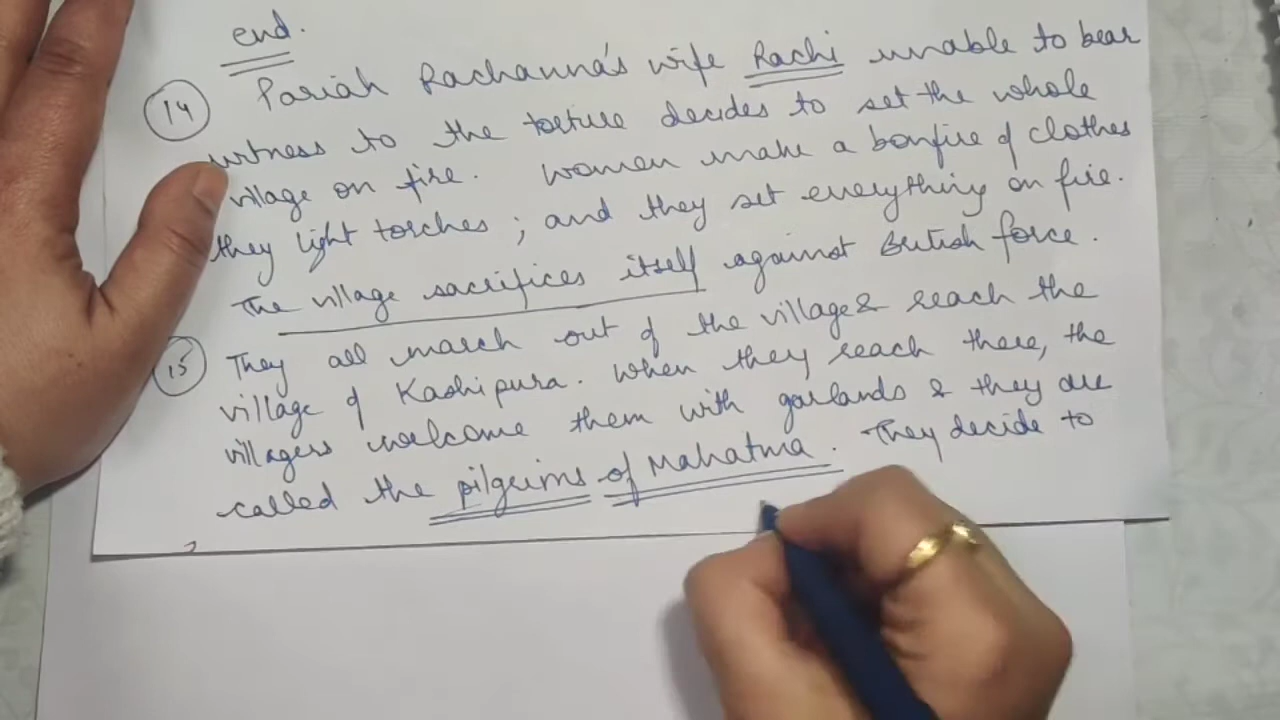 end.
14 Pariah Rachanna's wife Rachi unable to bear
witness to the torture decides to set the whole
village on fire. Women make a bonfire of clothes
they light torches ; and they set everything on fire.
The village sacrifices itself against British force.
15 They all march out of the village & reach the
village of Kashipura. When they reach there, the
villagers welcome them with garlands & they are
called the pilgrims of Mahatma. They decide to